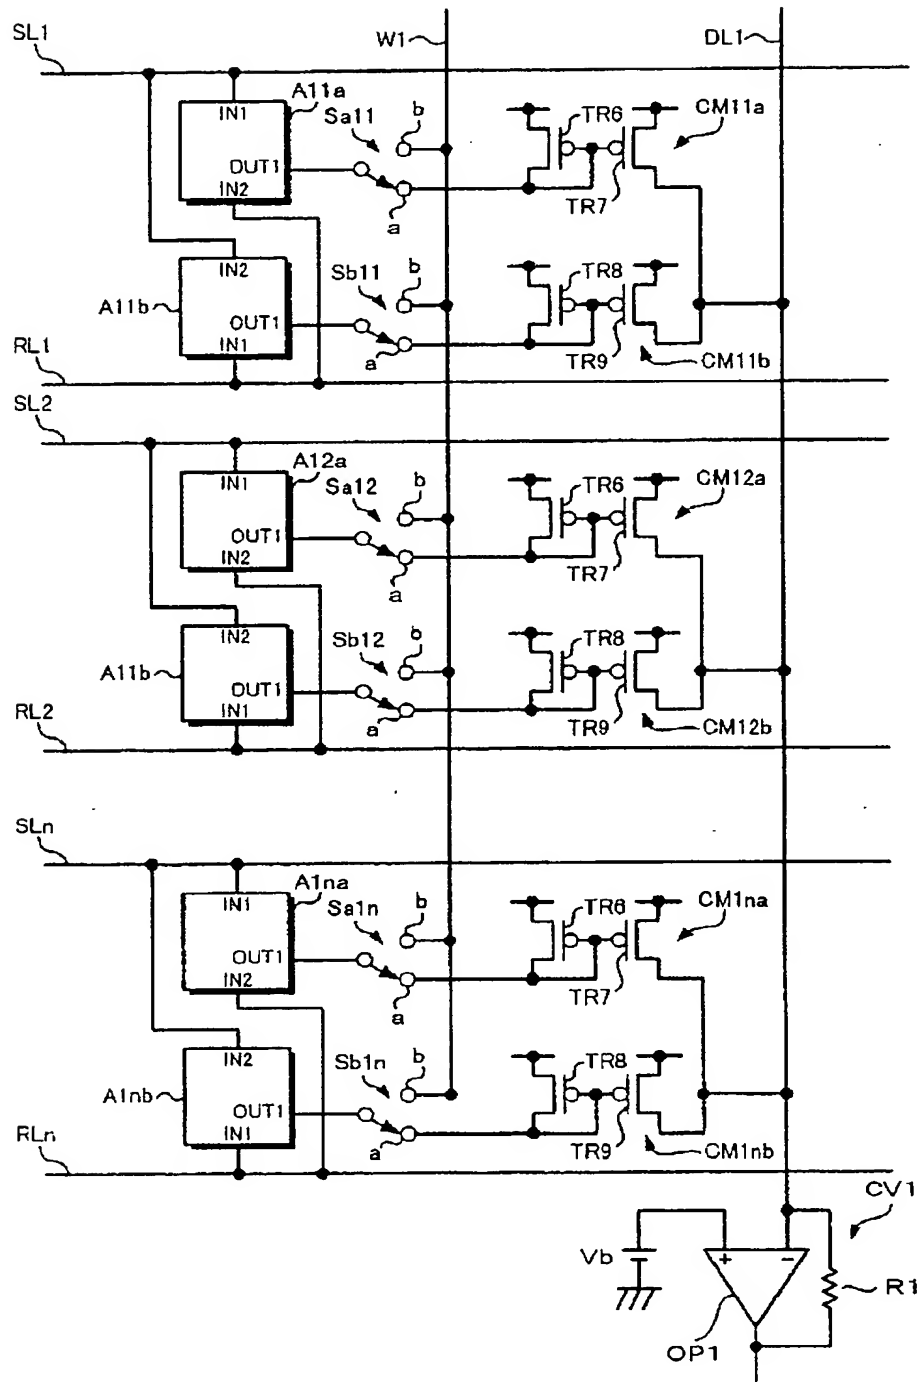 SL1
W1
DL1
A11a
IN1
OUT1
IN2
Sa11
b
a
TR6
TR7
CM11a
A11b
IN2
OUT1
IN1
Sb11
b
a
TR8
TR9
CM11b
RL1
SL2
A12a
IN1
OUT1
IN2
Sa12
b
a
TR6
TR7
CM12a
A11b
IN2
OUT1
IN1
Sb12
b
a
TR8
TR9
CM12b
RL2
SLn
A1na
IN1
OUT1
IN2
Sa1n
b
a
TR6
TR7
CM1na
A1nb
IN2
OUT1
IN1
Sb1n
b
a
TR8
TR9
CM1nb
RLn
CV1
Vb
+
−
R1
OP1